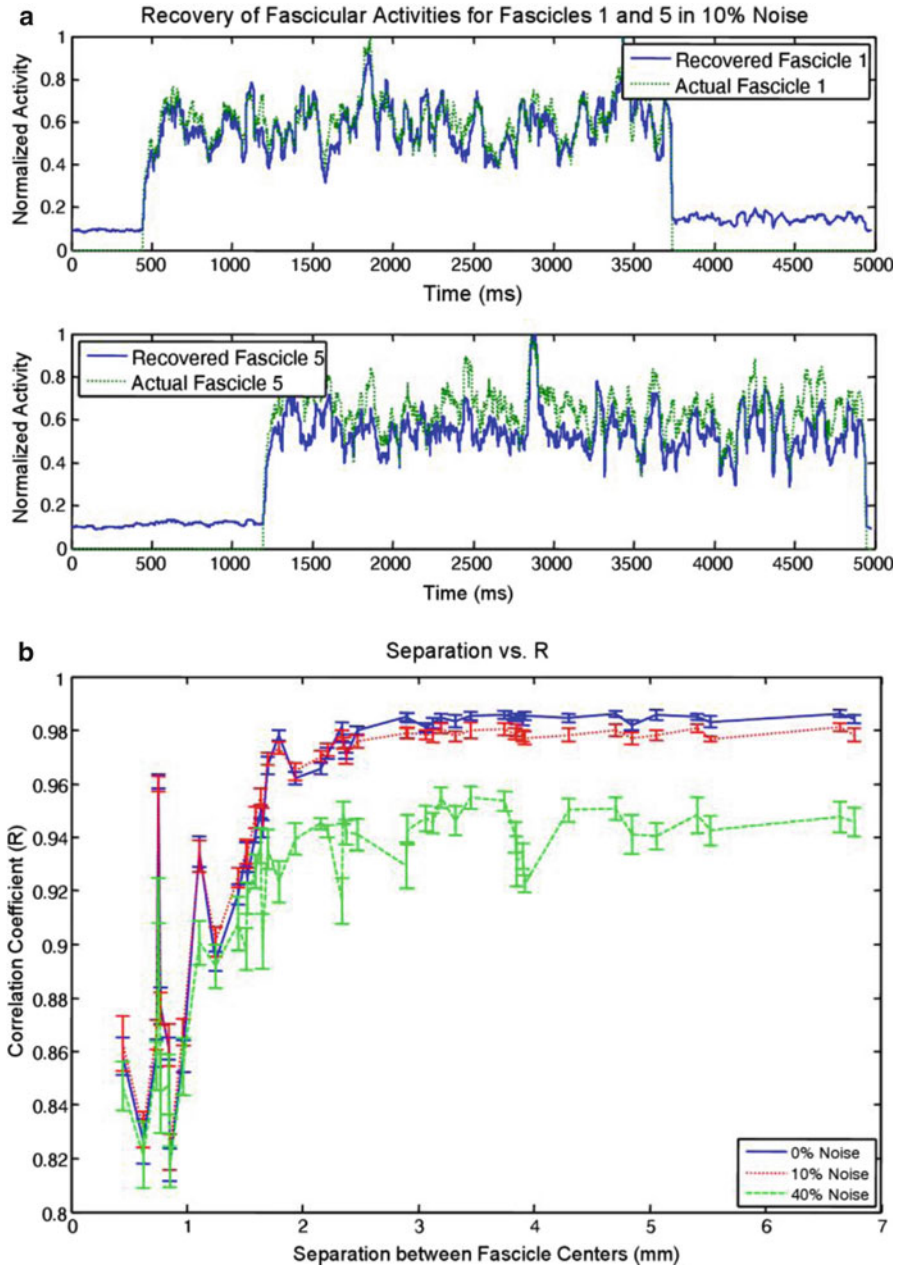 a
Recovery of Fascicular Activities for Fascicles 1 and 5 in 10% Noise
Normalized Activity
1
0.8
0.6
0.4
0.2
0
Recovered Fascicle 1
Actual Fascicle 1
0 500 1000 1500 2000 2500 3000 3500 4000 4500 5000
Time (ms)
Normalized Activity
1
0.8
0.6
0.4
0.2
0
Recovered Fascicle 5
Actual Fascicle 5
0 500 1000 1500 2000 2500 3000 3500 4000 4500 5000
Time (ms)
b
Separation vs. R
Correlation Coefficient (R)
1
0.98
0.96
0.94
0.92
0.9
0.88
0.86
0.84
0.82
0.8
0% Noise
10% Noise
40% Noise
0 1 2 3 4 5 6 7
Separation between Fascicle Centers (mm)